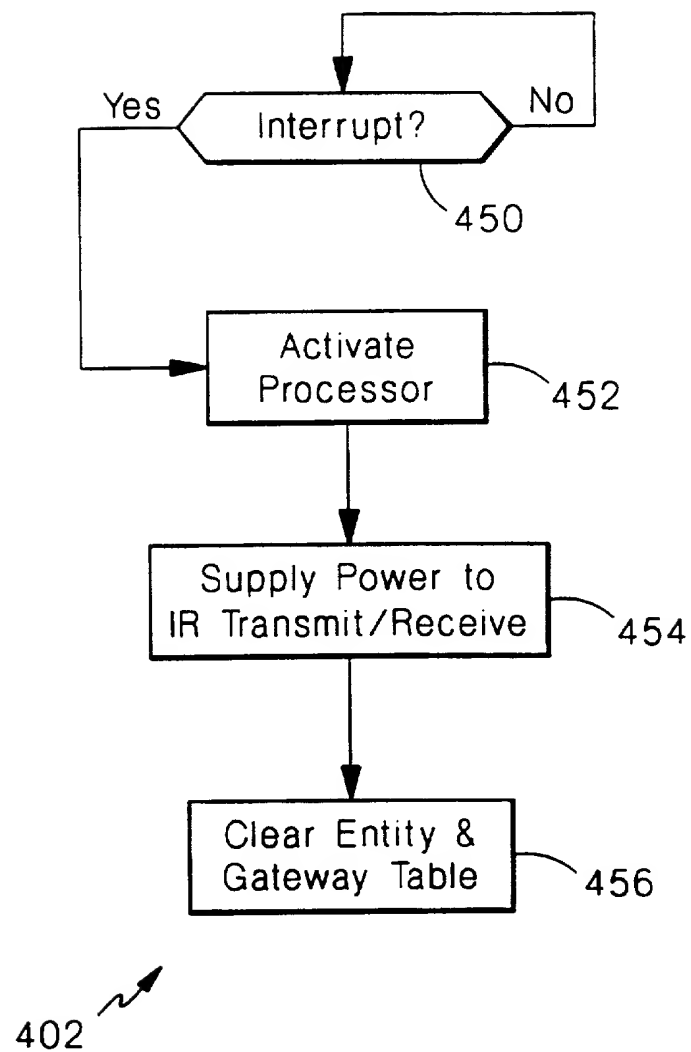 Yes
Interrupt?
No
450
Activate
Processor
452
Supply Power to
IR Transmit/Receive
454
Clear Entity &
Gateway Table
456
402